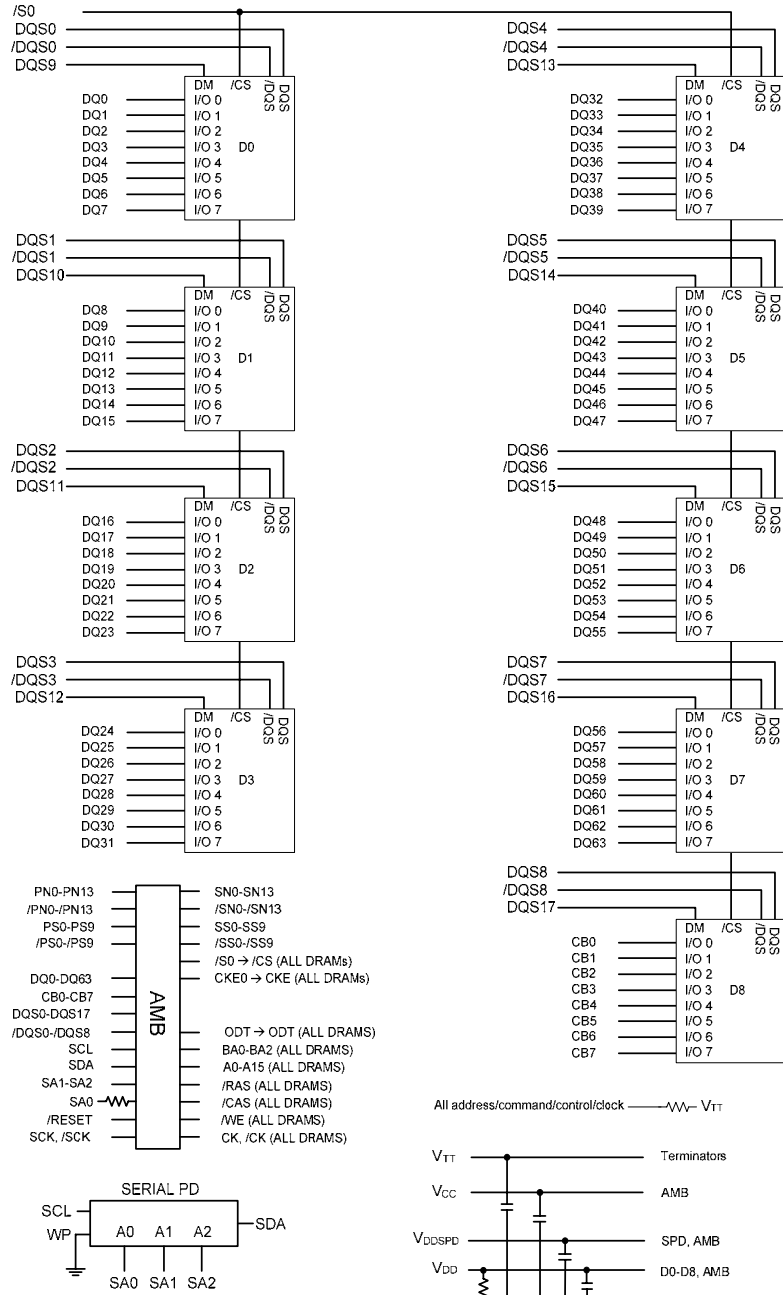 /S0
DQS0
/DQS0
DQS9
DM /CS /DQS DQS
DQ0 I/O 0
DQ1 I/O 1
DQ2 I/O 2
DQ3 I/O 3 D0
DQ4 I/O 4
DQ5 I/O 5
DQ6 I/O 6
DQ7 I/O 7
DQS1
/DQS1
DQS10
DM /CS /DQS DQS
DQ8 I/O 0
DQ9 I/O 1
DQ10 I/O 2
DQ11 I/O 3 D1
DQ12 I/O 4
DQ13 I/O 5
DQ14 I/O 6
DQ15 I/O 7
DQS2
/DQS2
DQS11
DM /CS /DQS DQS
DQ16 I/O 0
DQ17 I/O 1
DQ18 I/O 2
DQ19 I/O 3 D2
DQ20 I/O 4
DQ21 I/O 5
DQ22 I/O 6
DQ23 I/O 7
DQS3
/DQS3
DQS12
DM /CS /DQS DQS
DQ24 I/O 0
DQ25 I/O 1
DQ26 I/O 2
DQ27 I/O 3 D3
DQ28 I/O 4
DQ29 I/O 5
DQ30 I/O 6
DQ31 I/O 7
DQS4
/DQS4
DQS13
DM /CS /DQS DQS
DQ32 I/O 0
DQ33 I/O 1
DQ34 I/O 2
DQ35 I/O 3 D4
DQ36 I/O 4
DQ37 I/O 5
DQ38 I/O 6
DQ39 I/O 7
DQS5
/DQS5
DQS14
DM /CS /DQS DQS
DQ40 I/O 0
DQ41 I/O 1
DQ42 I/O 2
DQ43 I/O 3 D5
DQ44 I/O 4
DQ45 I/O 5
DQ46 I/O 6
DQ47 I/O 7
DQS6
/DQS6
DQS15
DM /CS /DQS DQS
DQ48 I/O 0
DQ49 I/O 1
DQ50 I/O 2
DQ51 I/O 3 D6
DQ52 I/O 4
DQ53 I/O 5
DQ54 I/O 6
DQ55 I/O 7
DQS7
/DQS7
DQS16
DM /CS /DQS DQS
DQ56 I/O 0
DQ57 I/O 1
DQ58 I/O 2
DQ59 I/O 3 D7
DQ60 I/O 4
DQ61 I/O 5
DQ62 I/O 6
DQ63 I/O 7
DQS8
/DQS8
DQS17
DM /CS /DQS DQS
CB0 I/O 0
CB1 I/O 1
CB2 I/O 2
CB3 I/O 3 D8
CB4 I/O 4
CB5 I/O 5
CB6 I/O 6
CB7 I/O 7
PN0-PN13 SN0-SN13
/PN0-/PN13 /SN0-/SN13
PS0-PS9 SS0-SS9
/PS0-/PS9 /SS0-/SS9
/S0 → /CS (ALL DRAMs)
DQ0-DQ63 CKE0 → CKE (ALL DRAMs)
CB0-CB7
DQS0-DQS17
AMB
/DQS0-/DQS8 ODT → ODT (ALL DRAMS)
SCL BA0-BA2 (ALL DRAMS)
SDA A0-A15 (ALL DRAMS)
SA1-SA2 /RAS (ALL DRAMS)
SA0 /CAS (ALL DRAMS)
/RESET /WE (ALL DRAMS)
SCK, /SCK CK, /CK (ALL DRAMS)
SERIAL PD
SCL
WP A0 A1 A2 SDA
SA0 SA1 SA2
All address/command/control/clock VTT
VTT Terminators
VCC AMB
VDDSPD SPD, AMB
VDD D0-D8, AMB